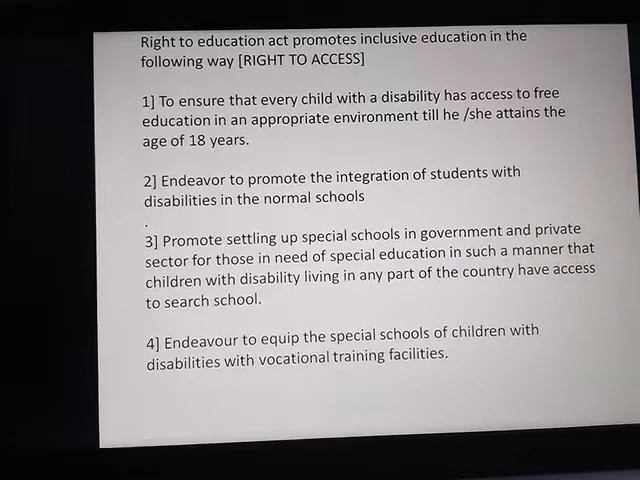 Right to education act promotes inclusive education in the
following way [RIGHT TO ACCESS]
1] To ensure that every child with a disability has access to free
education in an appropriate environment till he /she attains the
age of 18 years.
2] Endeavor to promote the integration of students with
disabilities in the normal schools
.
3] Promote settling up special schools in government and private
sector for those in need of special education in such a manner that
children with disability living in any part of the country have access
to search school.
4] Endeavour to equip the special schools of children with
disabilities with vocational training facilities.